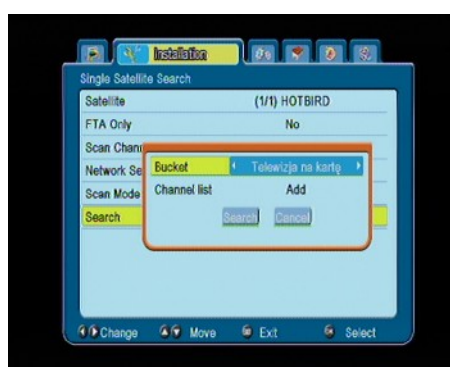 Installation
Single Satellite Search
Satellite (1/1) HOTBIRD
FTA Only No
Scan Chann
Network Se
Scan Mode
Search
Bucket Telewizja na kartę
Channel list Add
Search Cancel
Change Move Exit Select